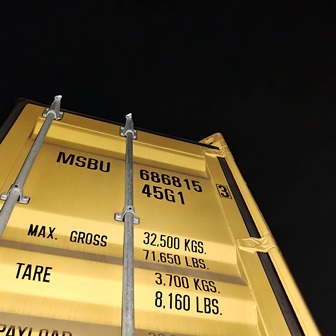 MSBU 686815 3
45G1
MAX. GROSS 32.500 KGS.
71.650 LBS.
TARE 3.700 KGS.
8,160 LBS.
PAYLOAD